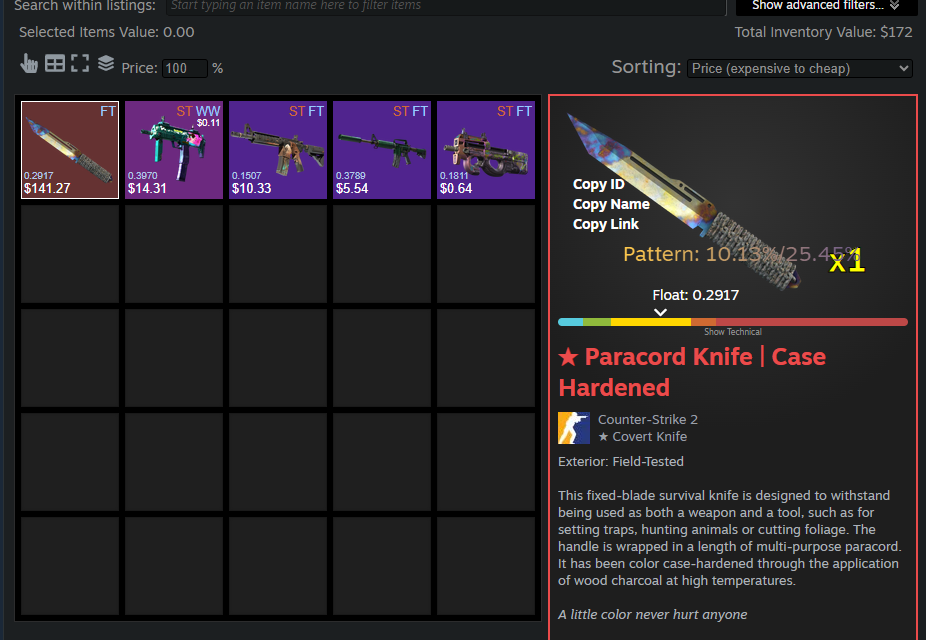 Search within listings: Start typing an item name here to filter items
Show advanced filters...
Selected Items Value: 0.00
Total Inventory Value: $172
Price: 100 %
Sorting: Price (expensive to cheap)
FT
0.2917
$141.27
ST WW
$0.11
0.3970
$14.31
ST FT
0.1507
$10.33
ST FT
0.3789
$5.54
ST FT
0.1811
$0.64
Copy ID
Copy Name
Copy Link
Pattern: 10.13%/25.45%
x1
Float: 0.2917
Show Technical
★ Paracord Knife | Case
Hardened
Counter-Strike 2
★ Covert Knife
Exterior: Field-Tested
This fixed-blade survival knife is designed to withstand
being used as both a weapon and a tool, such as for
setting traps, hunting animals or cutting foliage. The
handle is wrapped in a length of multi-purpose paracord.
It has been color case-hardened through the application
of wood charcoal at high temperatures.
A little color never hurt anyone